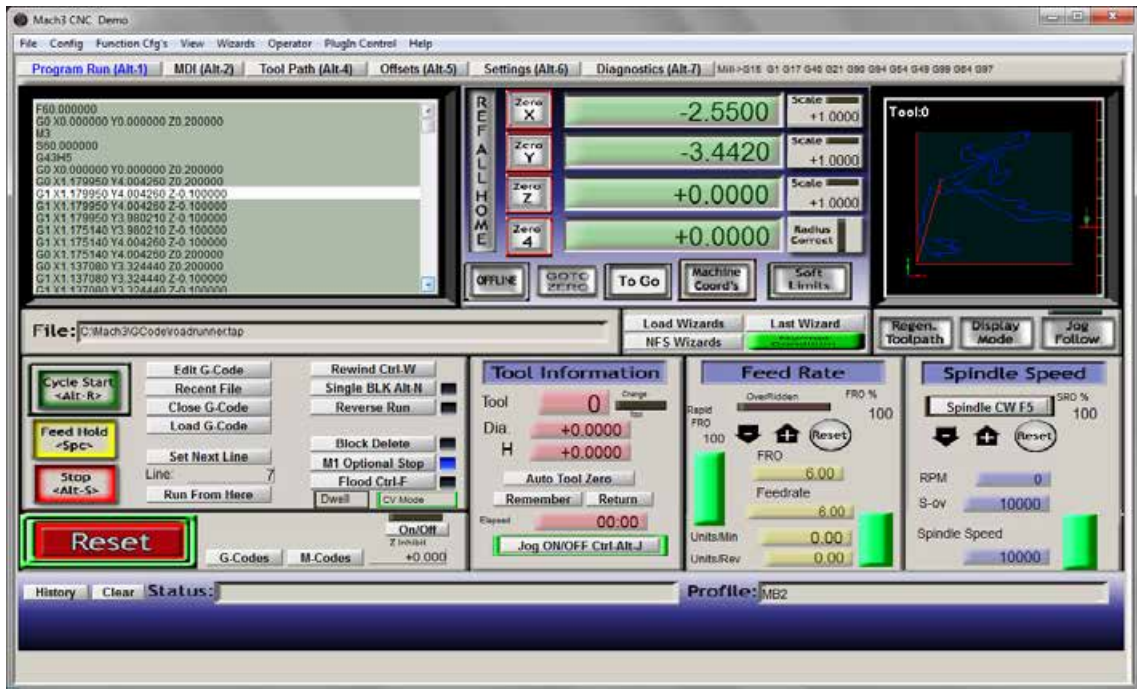 Mach3 CNC Demo
File Config Function Cfg's View Wizards Operator PlugIn Control Help
Program Run (Alt-1) MDI (Alt-2) Tool Path (Alt-4) Offsets (Alt-5) Settings (Alt-6) Diagnostics (Alt-7)
F60.000000
G0 X0.000000 Y0.000000 Z0.200000
M3
S60.000000
G43H5
G0 X0.000000 Y0.000000 Z0.200000
G0 X1.179950 Y4.004260 Z0.200000
G1 X1.179950 Y4.004260 Z-0.100000
G1 X1.179950 Y4.004260 Z-0.100000
G1 X1.179950 Y3.980210 Z-0.100000
G1 X1.175140 Y3.980210 Z-0.100000
G1 X1.175140 Y4.004260 Z-0.100000
G0 X1.175140 Y4.004260 Z0.200000
G0 X1.137080 Y3.324440 Z0.200000
G1 X1.137080 Y3.324440 Z-0.100000
G1 X1.137080 Y3.324440 Z-0.100000
REF ALL HOME
Zero X -2.5500 Scale +1.0000
Zero Y -3.4420 Scale +1.0000
Zero Z +0.0000 Scale +1.0000
Zero 4 +0.0000 Radius Correct
OFFLINE GOTO ZERO To Go Machine Coord's Soft Limits
Tool:0
File: C:\Mach3\GCode\roadrunner.tap
Load Wizards Last Wizard
NFS Wizards
Regen. Toolpath Display Mode Jog Follow
Cycle Start <Alt-R>
Feed Hold <Spc>
Stop <Alt-S>
Edit G-Code
Recent File
Close G-Code
Load G-Code
Set Next Line
Line: 7
Run From Here
Rewind Ctrl-W
Single BLK Alt-N
Reverse Run
Block Delete
M1 Optional Stop
Flood Ctrl-F
Dwell CV Mode
Reset
G-Codes M-Codes
On/Off
Z Inhibit
+0.000
Tool Information
Tool 0 Change Tool
Dia. +0.0000
H +0.0000
Auto Tool Zero
Remember Return
Elapsed 00:00
Jog ON/OFF Ctrl-Alt-J
Feed Rate
OverRidden FRO %
100
Rapid FRO
100
Reset
FRO
6.00
Feedrate
6.00
Units/Min 0.00
Units/Rev 0.00
Spindle Speed
Spindle CW F5
SRO %
100
Reset
RPM 0
S-ov 10000
Spindle Speed
10000
History Clear Status:
Profile: MB2